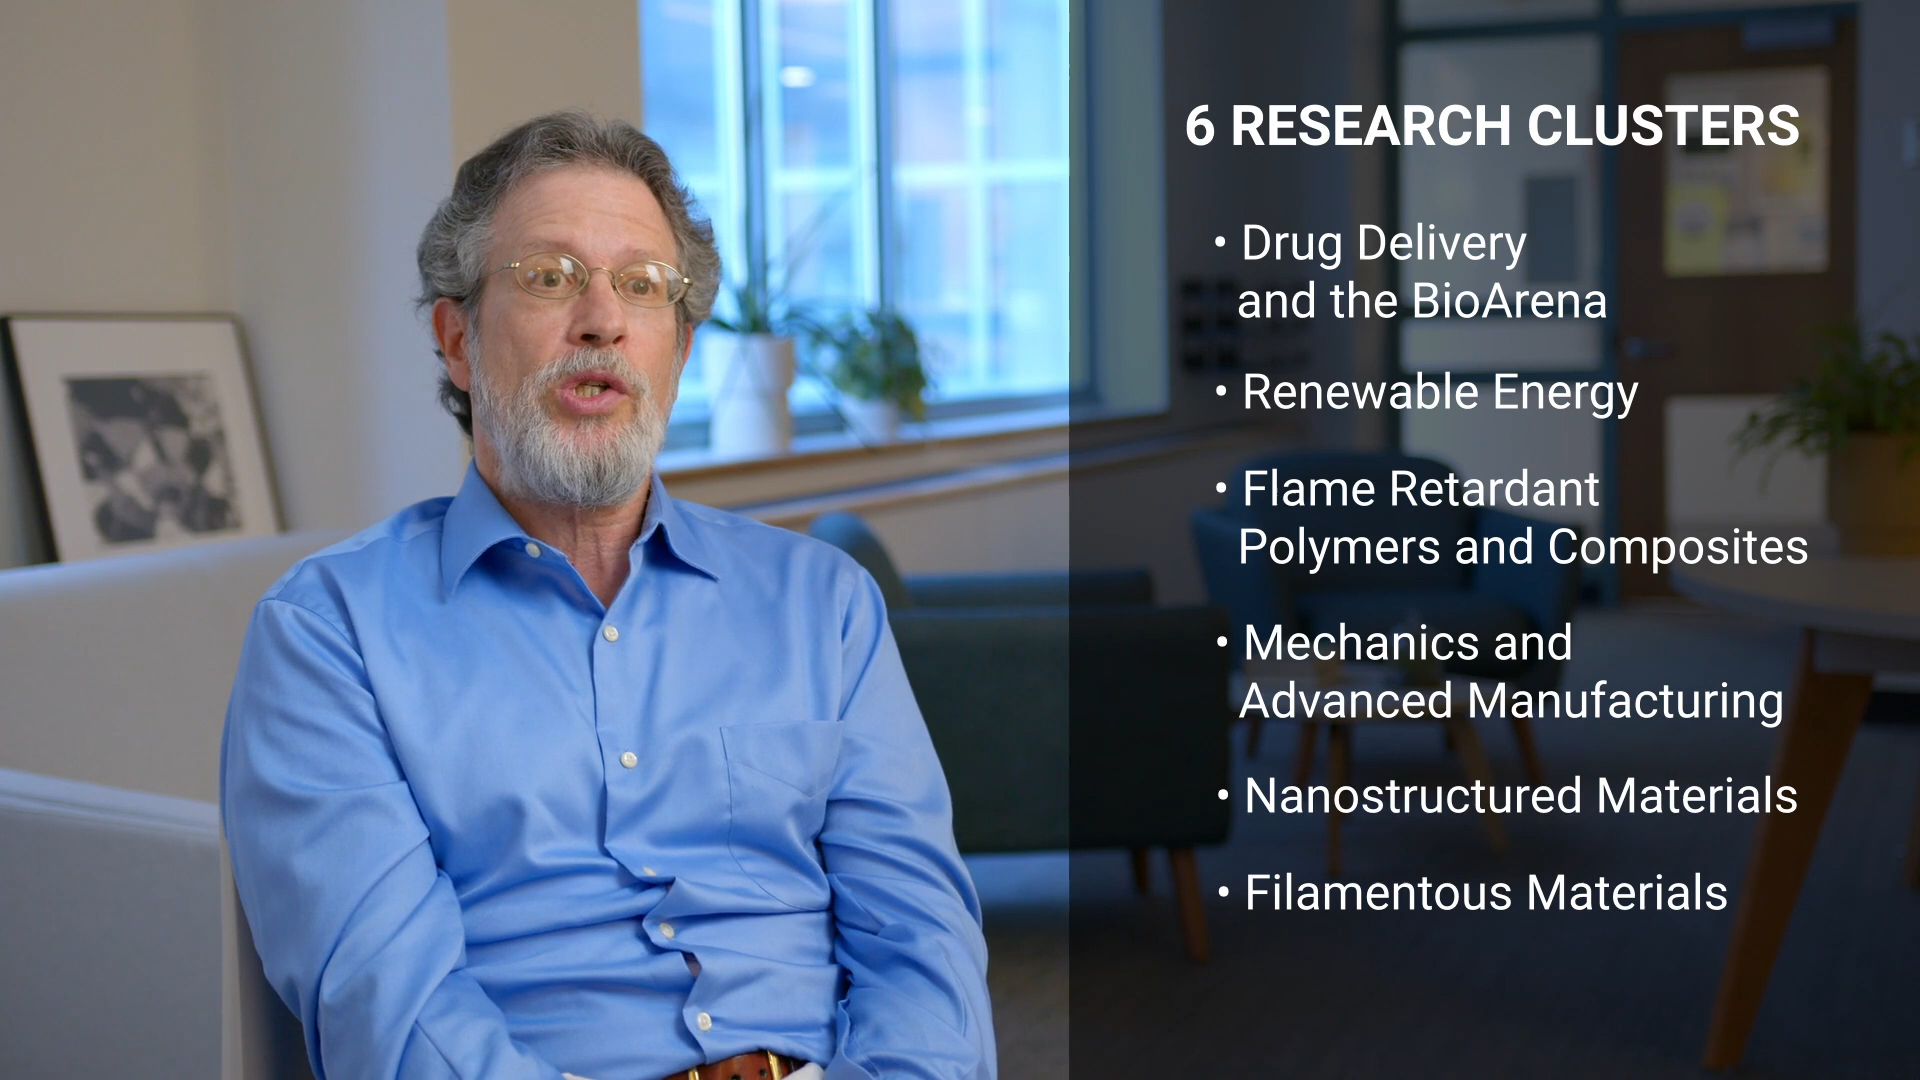 6 RESEARCH CLUSTERS
• Drug Delivery
and the BioArena
• Renewable Energy
• Flame Retardant
Polymers and Composites
• Mechanics and
Advanced Manufacturing
• Nanostructured Materials
• Filamentous Materials